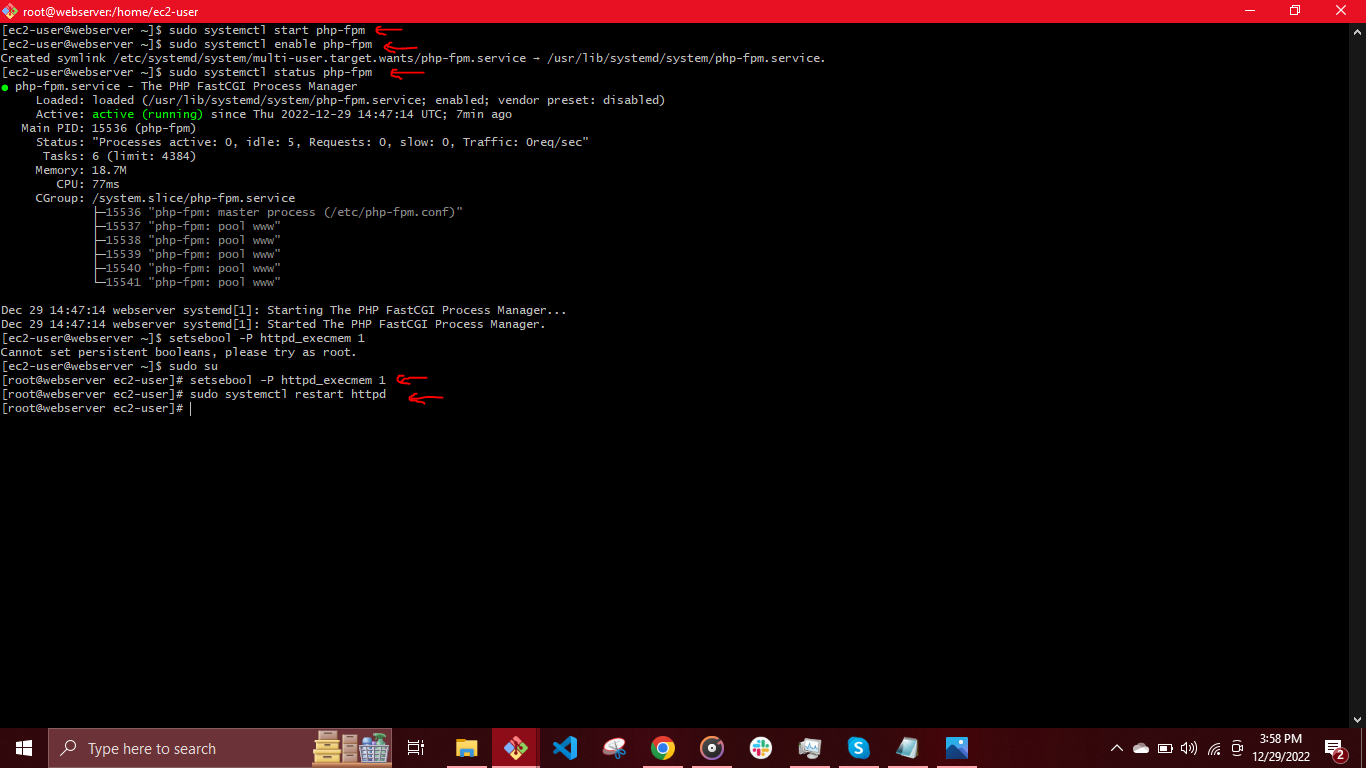 root@webserver:/home/ec2-user
[ec2-user@webserver ~]$ sudo systemctl start php-fpm
[ec2-user@webserver ~]$ sudo systemctl enable php-fpm
Created symlink /etc/systemd/system/multi-user.target.wants/php-fpm.service → /usr/lib/systemd/system/php-fpm.service.
[ec2-user@webserver ~]$ sudo systemctl status php-fpm
● php-fpm.service - The PHP FastCGI Process Manager
Loaded: loaded (/usr/lib/systemd/system/php-fpm.service; enabled; vendor preset: disabled)
Active: active (running) since Thu 2022-12-29 14:47:14 UTC; 7min ago
Main PID: 15536 (php-fpm)
Status: "Processes active: 0, idle: 5, Requests: 0, slow: 0, Traffic: 0req/sec"
Tasks: 6 (limit: 4384)
Memory: 18.7M
CPU: 77ms
CGroup: /system.slice/php-fpm.service
├─15536 "php-fpm: master process (/etc/php-fpm.conf)"
├─15537 "php-fpm: pool www"
├─15538 "php-fpm: pool www"
├─15539 "php-fpm: pool www"
├─15540 "php-fpm: pool www"
└─15541 "php-fpm: pool www"
Dec 29 14:47:14 webserver systemd[1]: Starting The PHP FastCGI Process Manager...
Dec 29 14:47:14 webserver systemd[1]: Started The PHP FastCGI Process Manager.
[ec2-user@webserver ~]$ setsebool -P httpd_execmem 1
Cannot set persistent booleans, please try as root.
[ec2-user@webserver ~]$ sudo su
[root@webserver ec2-user]# setsebool -P httpd_execmem 1
[root@webserver ec2-user]# sudo systemctl restart httpd
[root@webserver ec2-user]#
Type here to search
3:58 PM
12/29/2022
2